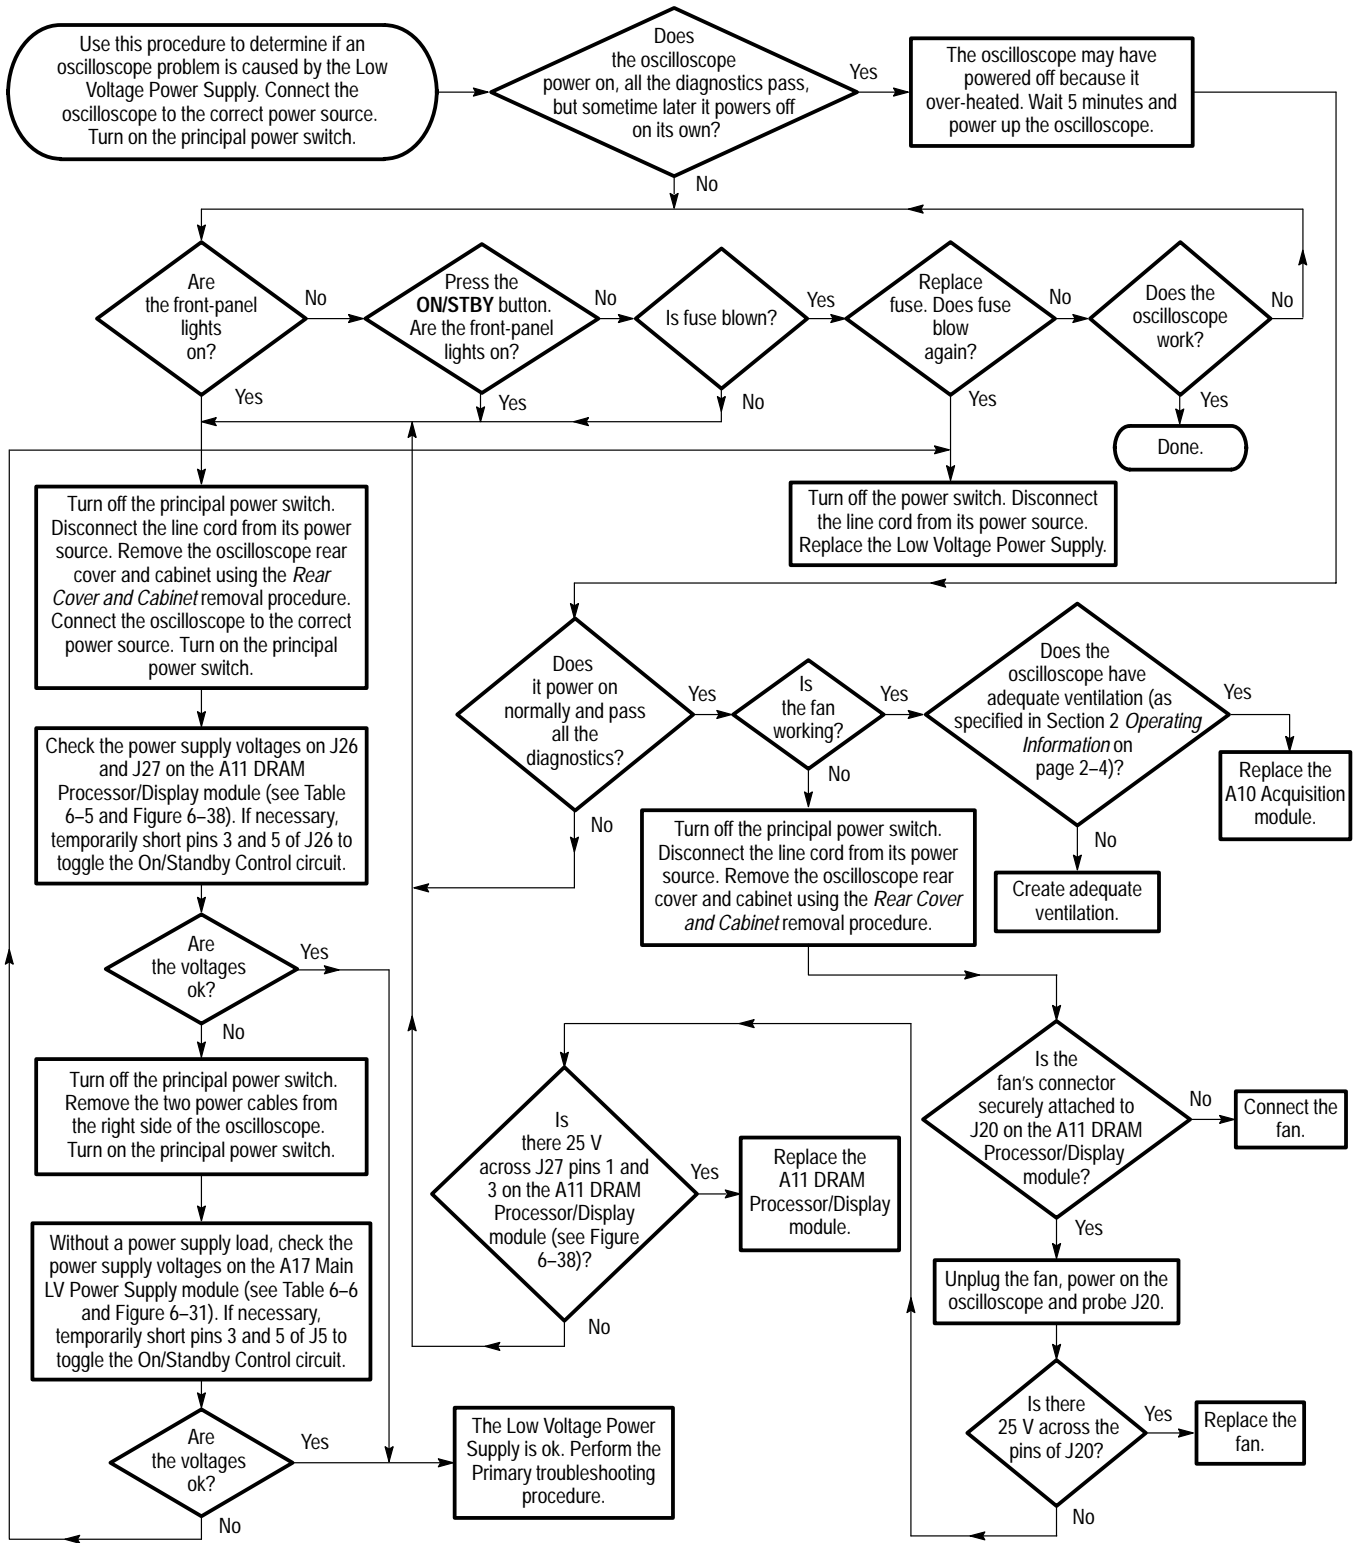 Use this procedure to determine if an
oscilloscope problem is caused by the Low
Voltage Power Supply. Connect the
oscilloscope to the correct power source.
Turn on the principal power switch.
Does
the oscilloscope
power on, all the diagnostics pass,
but sometime later it powers off
on its own?
Yes
The oscilloscope may have
powered off because it
over-heated. Wait 5 minutes and
power up the oscilloscope.
No
Are
the front-panel
lights
on?
No
Press the
ON/STBY button.
Are the front-panel
lights on?
No
Is fuse blown?
Yes
Replace
fuse. Does fuse
blow
again?
No
Does the
oscilloscope
work?
No
Yes
Yes
No
Yes
Yes
Done.
Turn off the principal power switch.
Disconnect the line cord from its power
source. Remove the oscilloscope rear
cover and cabinet using the Rear
Cover and Cabinet removal procedure.
Connect the oscilloscope to the correct
power source. Turn on the principal
power switch.
Turn off the power switch. Disconnect
the line cord from its power source.
Replace the Low Voltage Power Supply.
Does
it power on
normally and pass
all the
diagnostics?
Yes
Is
the fan
working?
Yes
Does the
oscilloscope have
adequate ventilation (as
specified in Section 2 Operating
Information on
page 2–4)?
Yes
Replace the
A10 Acquisition
module.
No
No
No
Create adequate
ventilation.
Check the power supply voltages on J26
and J27 on the A11 DRAM
Processor/Display module (see Table
6–5 and Figure 6–38). If necessary,
temporarily short pins 3 and 5 of J26 to
toggle the On/Standby Control circuit.
Turn off the principal power switch.
Disconnect the line cord from its power
source. Remove the oscilloscope rear
cover and cabinet using the Rear Cover
and Cabinet removal procedure.
Are
the voltages
ok?
Yes
No
Turn off the principal power switch.
Remove the two power cables from
the right side of the oscilloscope.
Turn on the principal power switch.
Is
there 25 V
across J27 pins 1 and
3 on the A11 DRAM
Processor/Display
module (see Figure
6–38)?
Yes
Replace the
A11 DRAM
Processor/Display
module.
No
Is the
fan's connector
securely attached to
J20 on the A11 DRAM
Processor/Display
module?
No
Connect the
fan.
Yes
Unplug the fan, power on the
oscilloscope and probe J20.
Without a power supply load, check the
power supply voltages on the A17 Main
LV Power Supply module (see Table 6–6
and Figure 6–31). If necessary,
temporarily short pins 3 and 5 of J5 to
toggle the On/Standby Control circuit.
Are
the voltages
ok?
Yes
No
The Low Voltage Power
Supply is ok. Perform the
Primary troubleshooting
procedure.
Is there
25 V across the
pins of J20?
Yes
Replace the
fan.
No